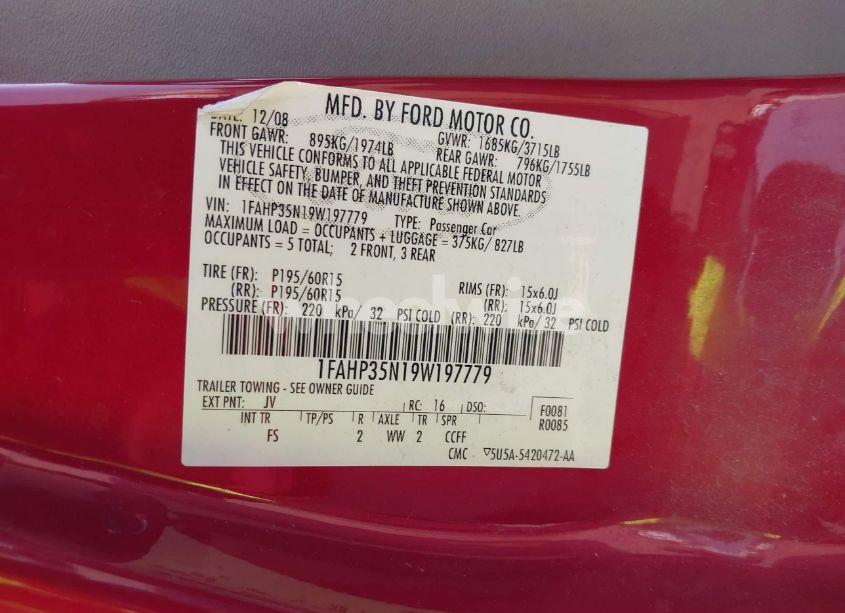 MFD. BY FORD MOTOR CO.
DATE: 12/08 GVWR: 1685KG/3715LB
FRONT GAWR: 895KG/1974LB REAR GAWR: 796KG/1755LB
THIS VEHICLE CONFORMS TO ALL APPLICABLE FEDERAL MOTOR
VEHICLE SAFETY, BUMPER, AND THEFT PREVENTION STANDARDS
IN EFFECT ON THE DATE OF MANUFACTURE SHOWN ABOVE.
VIN: 1FAHP35N19W197779 TYPE: Passenger Car
MAXIMUM LOAD = OCCUPANTS + LUGGAGE = 375KG/ 827LB
OCCUPANTS = 5 TOTAL; 2 FRONT, 3 REAR
TIRE (FR): P195/60R15 RIMS (FR): 15x6.0J
(RR): P195/60R15 (RR): 15x6.0J
PRESSURE (FR): 220 kPa/ 32 PSI COLD (RR): 220 kPa/ 32 PSI COLD
1FAHP35N19W197779
TRAILER TOWING - SEE OWNER GUIDE
EXT PNT: JV RC: 16 DSO: F0081
INT TR TP/PS R AXLE TR SPR R0085
FS 2 WW 2 CCFF
CMC ▽5U5A-5420472-AA